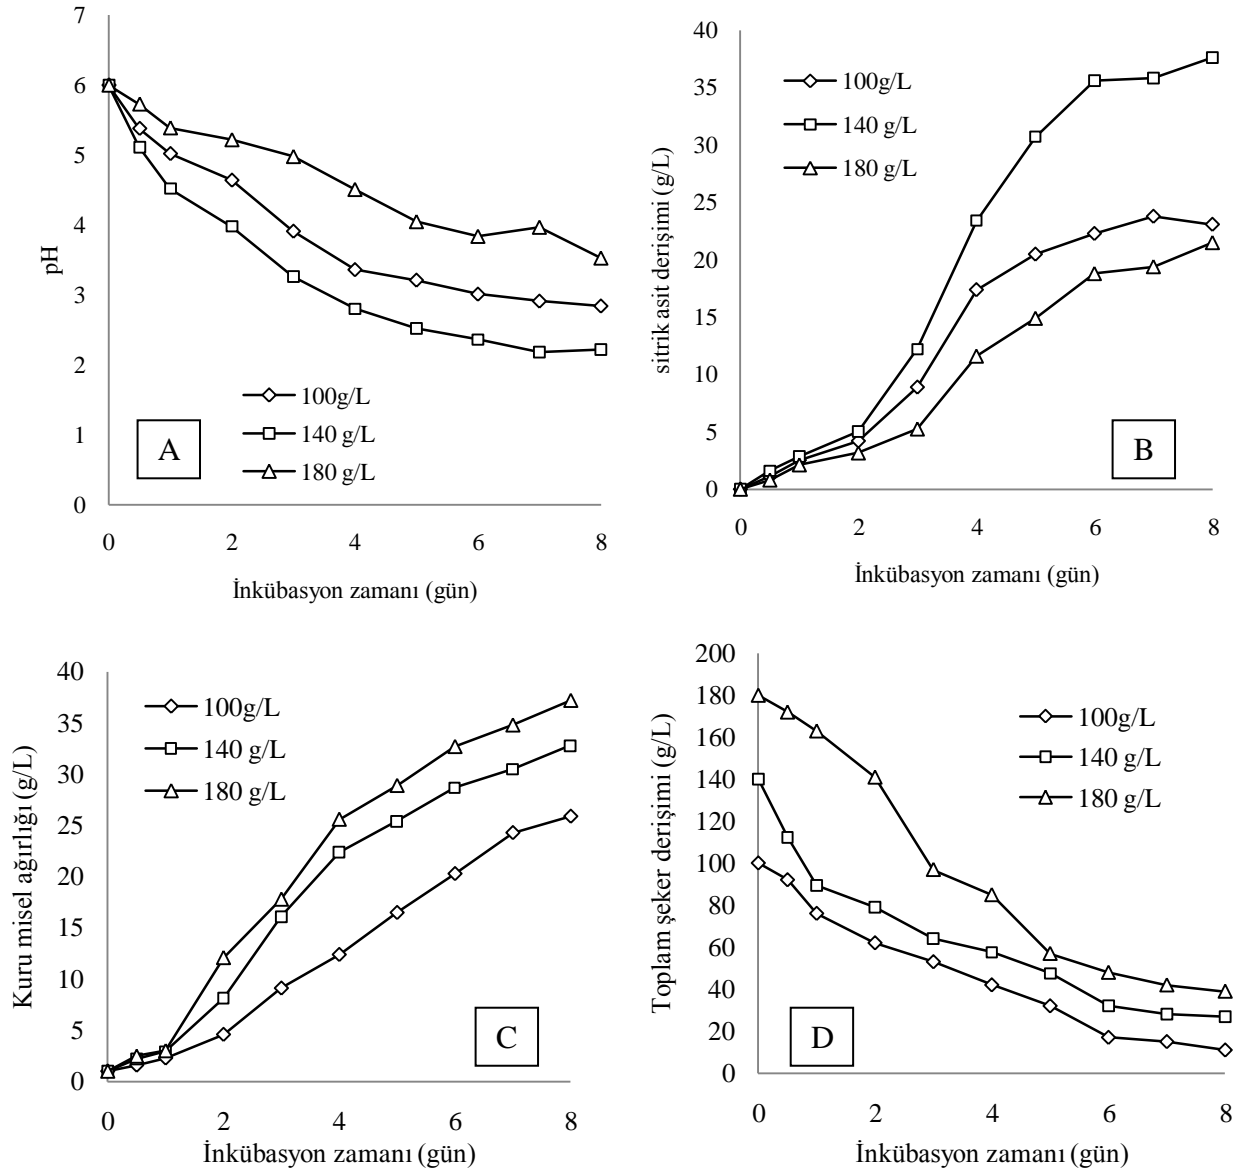 7
6
5
4
3
2
1
0
pH
100g/L
140 g/L
180 g/L
A
0 2 4 6 8
İnkübasyon zamanı (gün)
40
35
30
25
20
15
10
5
0
sitrik asit derişimi (g/L)
100g/L
140 g/L
180 g/L
B
0 2 4 6 8
İnkübasyon zamanı (gün)
40
35
30
25
20
15
10
5
0
Kuru misel ağırlığı (g/L)
100g/L
140 g/L
180 g/L
C
0 2 4 6 8
İnkübasyon zamanı (gün)
200
180
160
140
120
100
80
60
40
20
0
Toplam şeker derişimi (g/L)
100g/L
140 g/L
180 g/L
D
0 2 4 6 8
İnkübasyon zamanı (gün)